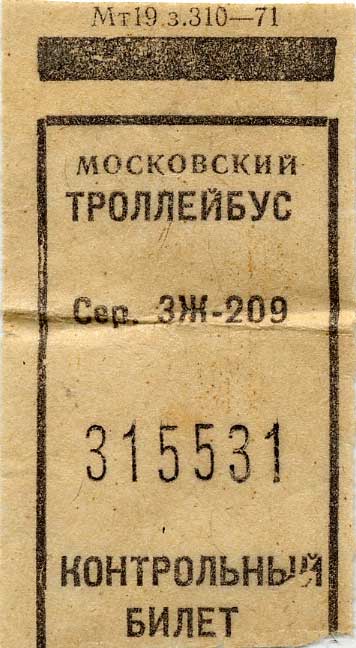 Мт19 з.310—71
МОСКОВСКИЙ
ТРОЛЛЕЙБУС
Сер. ЗЖ-209
315531
КОНТРОЛЬНЫЙ
БИЛЕТ